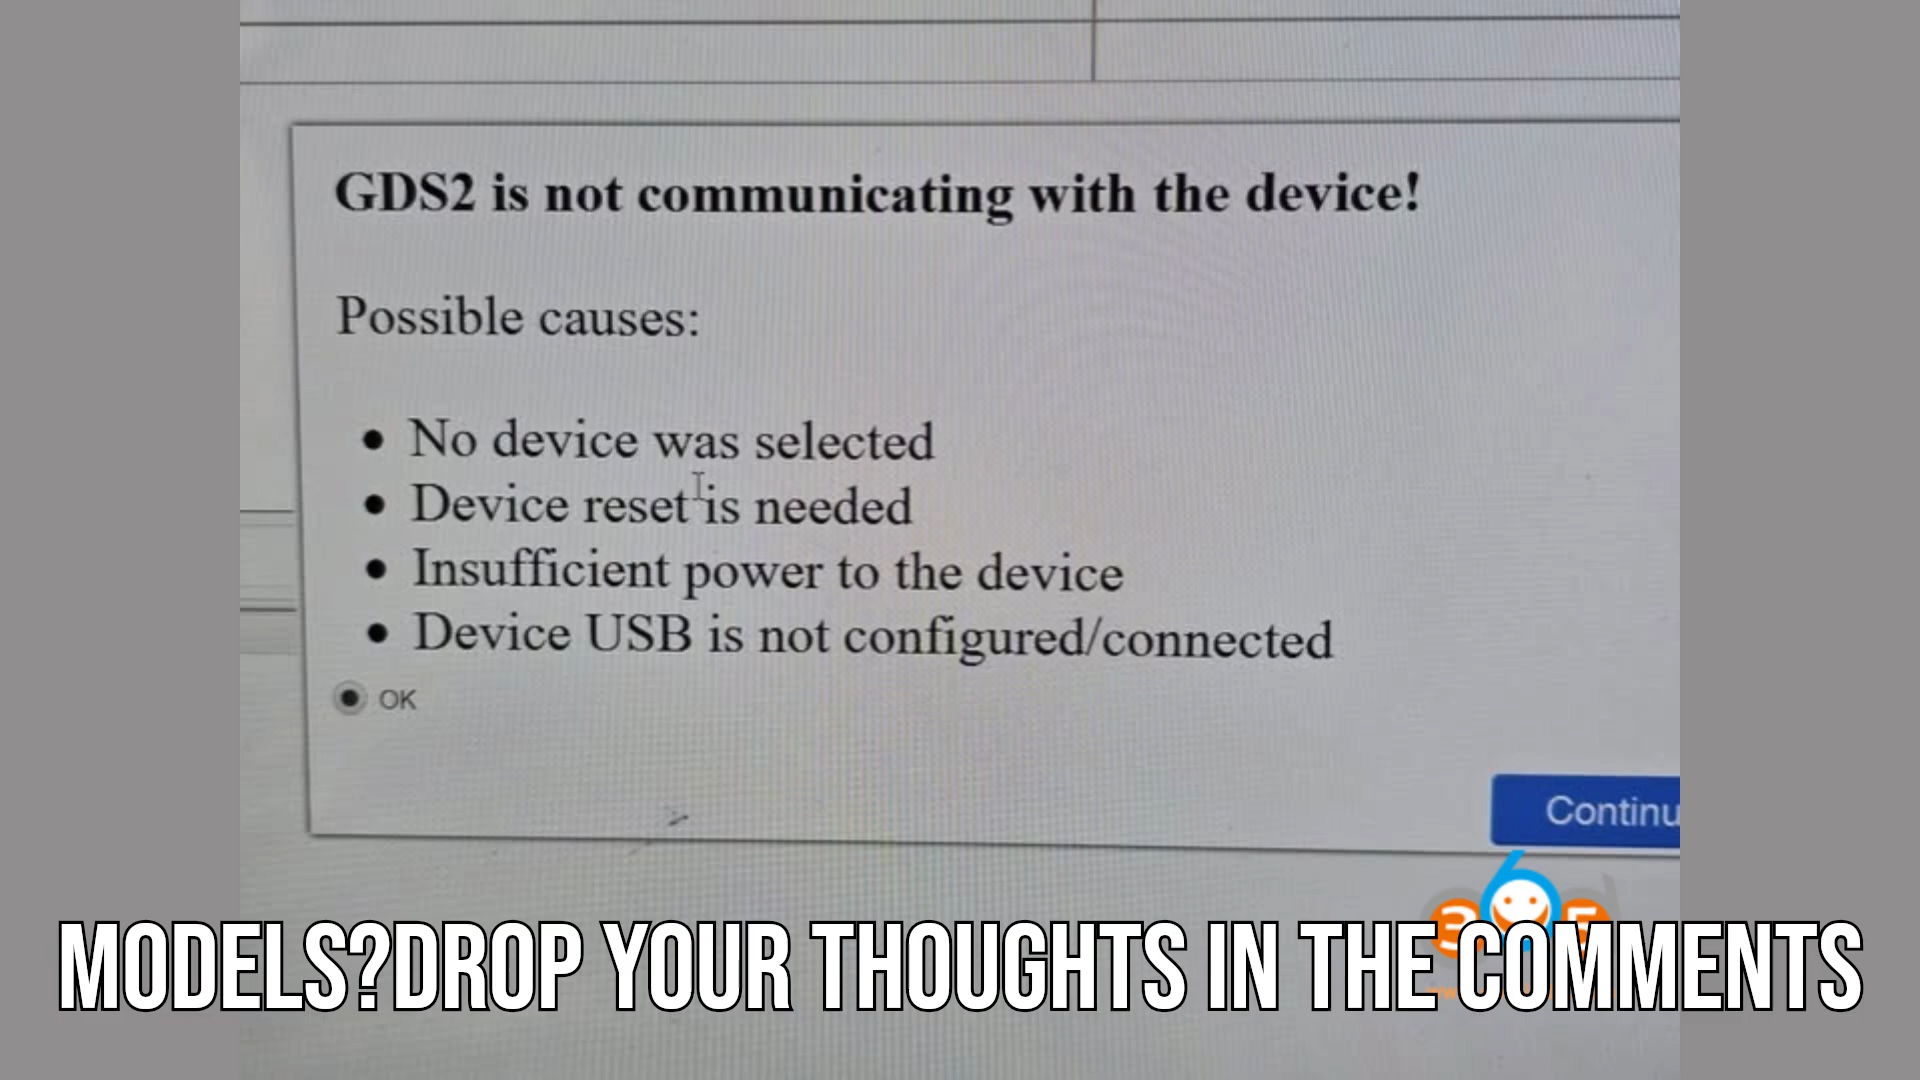 GDS2 is not communicating with the device!
Possible causes:
• No device was selected
• Device reset is needed
• Insufficient power to the device
• Device USB is not configured/connected
OK
Continu
MODELS?DROP YOUR THOUGHTS IN THE COMMENTS